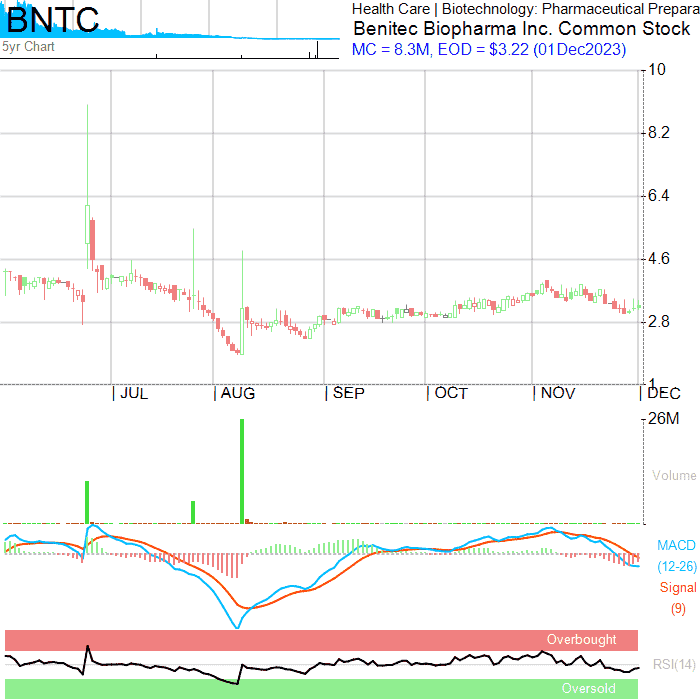 BNTC
5yr Chart
Health Care | Biotechnology: Pharmaceutical Prepara
Benitec Biopharma Inc. Common Stock
MC = 8.3M, EOD = $3.22 (01Dec2023)
10
8.2
6.4
4.6
2.8
1
JUL
AUG
SEP
OCT
NOV
DEC
26M
Volume
MACD
(12-26)
Signal
(9)
Overbought
RSI(14)
Oversold